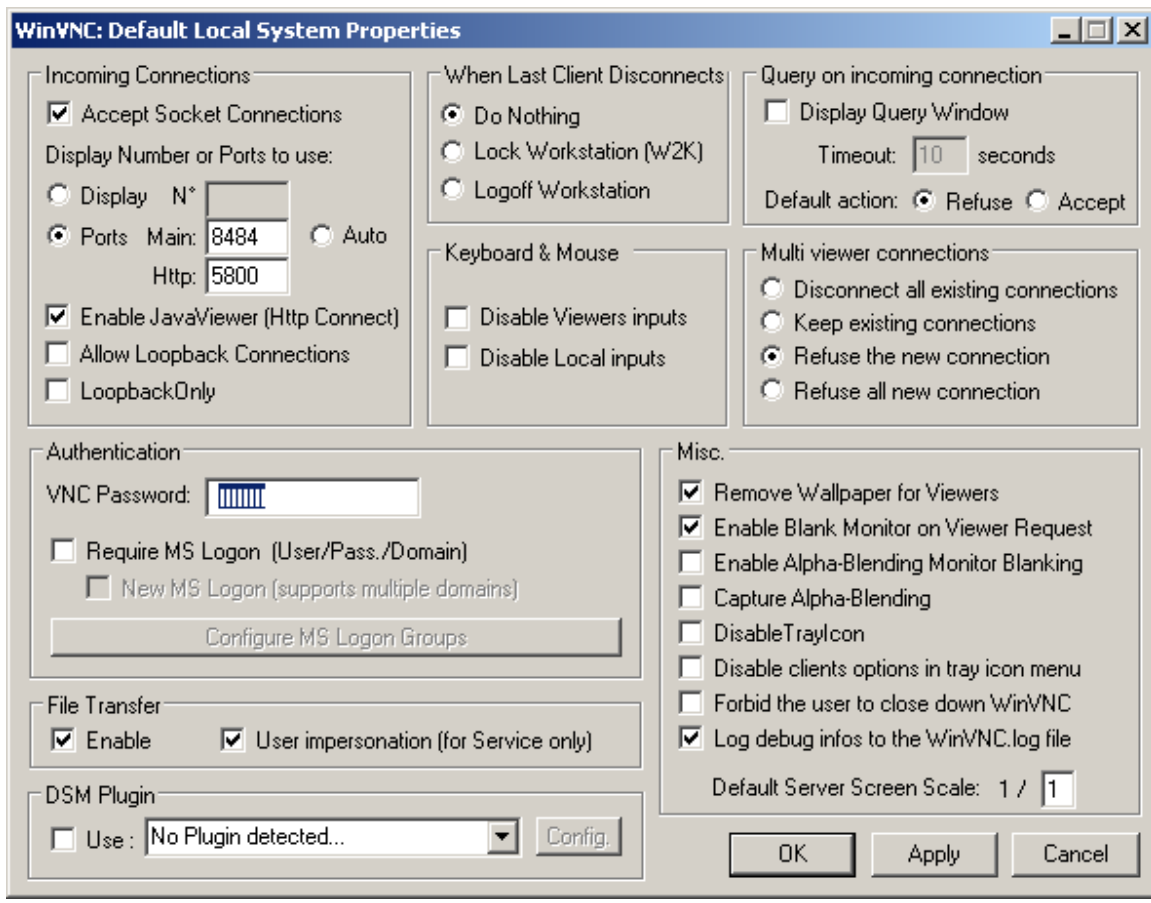 WinVNC: Default Local System Properties
Incoming Connections
Accept Socket Connections
Display Number or Ports to use:
Display N°
Ports Main: 8484 Auto
Http: 5800
Enable JavaViewer (Http Connect)
Allow Loopback Connections
LoopbackOnly
When Last Client Disconnects
Do Nothing
Lock Workstation (W2K)
Logoff Workstation
Keyboard & Mouse
Disable Viewers inputs
Disable Local inputs
Query on incoming connection
Display Query Window
Timeout: 10 seconds
Default action: Refuse Accept
Multi viewer connections
Disconnect all existing connections
Keep existing connections
Refuse the new connection
Refuse all new connection
Authentication
VNC Password:
Require MS Logon (User/Pass./Domain)
New MS Logon (supports multiple domains)
Configure MS Logon Groups
File Transfer
Enable User impersonation (for Service only)
DSM Plugin
Use : No Plugin detected... Config.
Misc.
Remove Wallpaper for Viewers
Enable Blank Monitor on Viewer Request
Enable Alpha-Blending Monitor Blanking
Capture Alpha-Blending
DisableTrayIcon
Disable clients options in tray icon menu
Forbid the user to close down WinVNC
Log debug infos to the WinVNC.log file
Default Server Screen Scale: 1 / 1
OK Apply Cancel